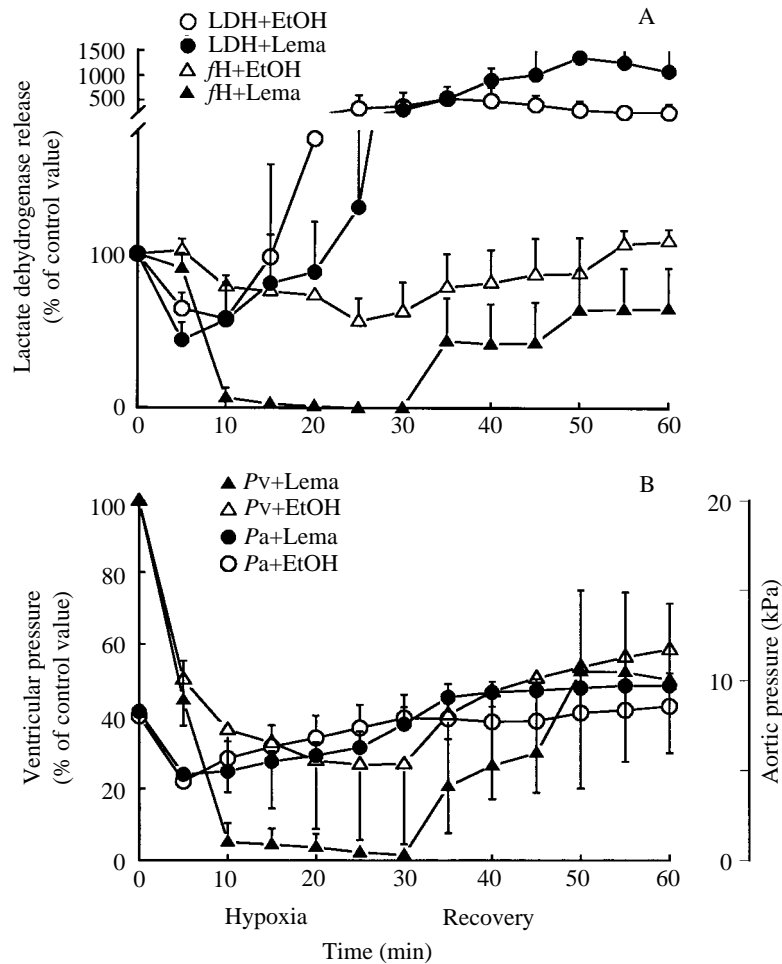 A
LDH+EtOH
LDH+Lema
fH+EtOH
fH+Lema
1500
1000
500
100
0
Lactate dehydrogenase release
(% of control value)
0 10 20 30 40 50 60
B
Pv+Lema
Pv+EtOH
Pa+Lema
Pa+EtOH
100
80
60
40
20
0
Ventricular pressure
(% of control value)
20
10
0
Aortic pressure (kPa)
0 10 20 30 40 50 60
Hypoxia Recovery
Time (min)